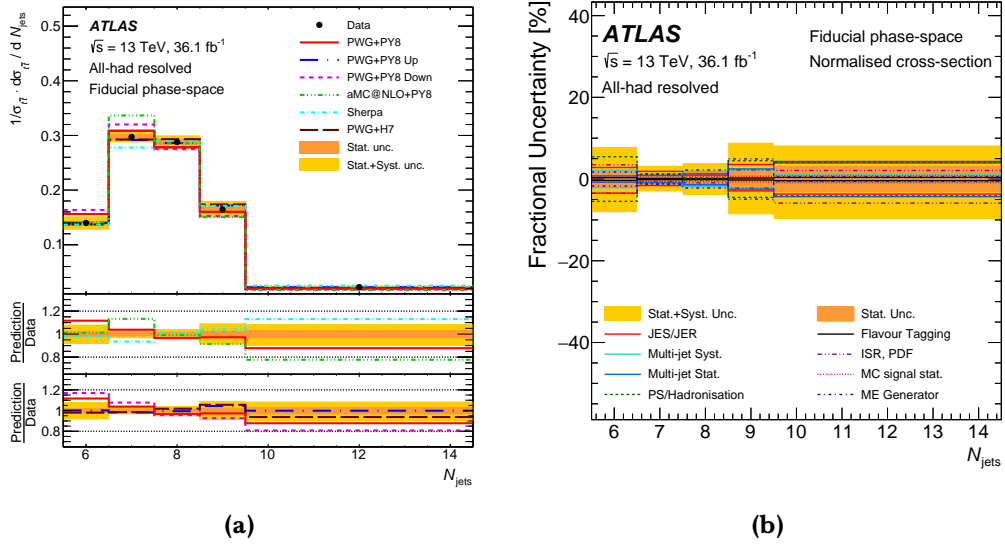 ATLAS
√s = 13 TeV, 36.1 fb-1
All-had resolved
Fiducial phase-space
Data
PWG+PY8
PWG+PY8 Up
PWG+PY8 Down
aMC@NLO+PY8
Sherpa
PWG+H7
Stat. unc.
Stat.+Syst. unc.
1/σtt̄ · dσtt̄ / d Njets
0.5
0.4
0.3
0.2
0.1
Prediction
Data
1.2
1
0.8
Prediction
Data
1.2
1
0.8
6 8 10 12 14
Njets
(a)
ATLAS
√s = 13 TeV, 36.1 fb-1
All-had resolved
Fiducial phase-space
Normalised cross-section
Fractional Uncertainty [%]
40
20
0
−20
−40
Stat.+Syst. Unc.
JES/JER
Multi-jet Syst.
Multi-jet Stat.
PS/Hadronisation
Stat. Unc.
Flavour Tagging
ISR, PDF
MC signal stat.
ME Generator
6 7 8 9 10 11 12 13 14
Njets
(b)